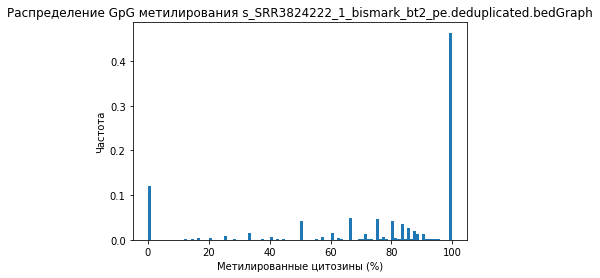 Распределение GpG метилирования s_SRR3824222_1_bismark_bt2_pe.deduplicated.bedGraph
0.4
0.3
0.2
0.1
0.0
Частота
0 20 40 60 80 100
Метилированные цитозины (%)